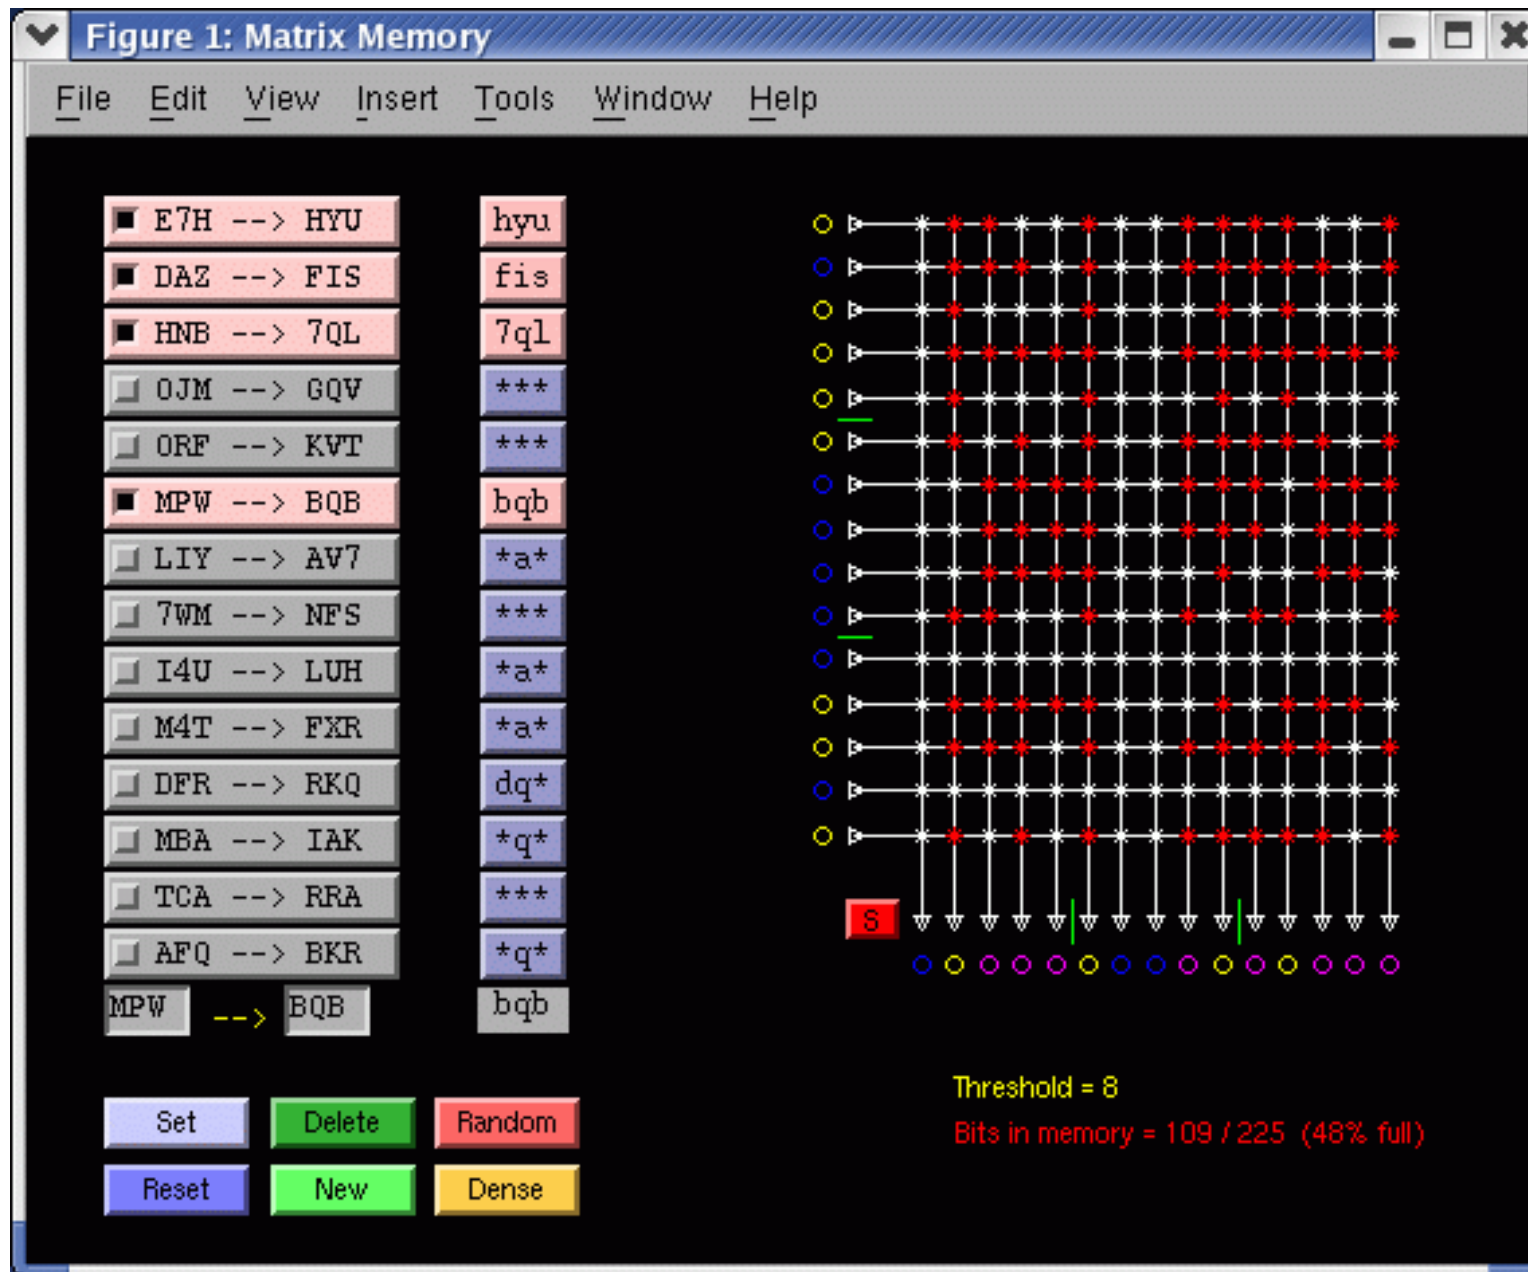 Figure 1: Matrix Memory
File Edit View Insert Tools Window Help
E7H --> HYU hyu
DAZ --> FIS fis
HNB --> 7QL 7ql
OJM --> GQV ***
ORF --> KVT ***
MPW --> BQB bqb
LIY --> AV7 *a*
7WM --> NFS ***
I4U --> LUH *a*
M4T --> FXR *a*
DFR --> RKQ dq*
MBA --> IAK *q*
TCA --> RRA ***
AFQ --> BKR *q*
MPW --> BQB bqb
S
Threshold = 8
Set Delete Random
Bits in memory = 109 / 225 (48% full)
Reset New Dense